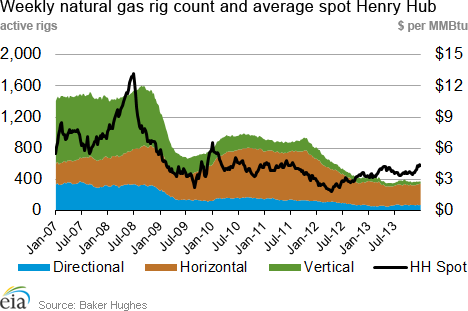 Weekly natural gas rig count and average spot Henry Hub
active rigs $ per MMBtu
2,000 $15
1,600 $12
1,200 $9
800 $6
400 $3
0 $0
Jan-07 Jul-07 Jan-08 Jul-08 Jan-09 Jul-09 Jan-10 Jul-10 Jan-11 Jul-11 Jan-12 Jul-12 Jan-13 Jul-13
Directional Horizontal Vertical HH Spot
eia Source: Baker Hughes